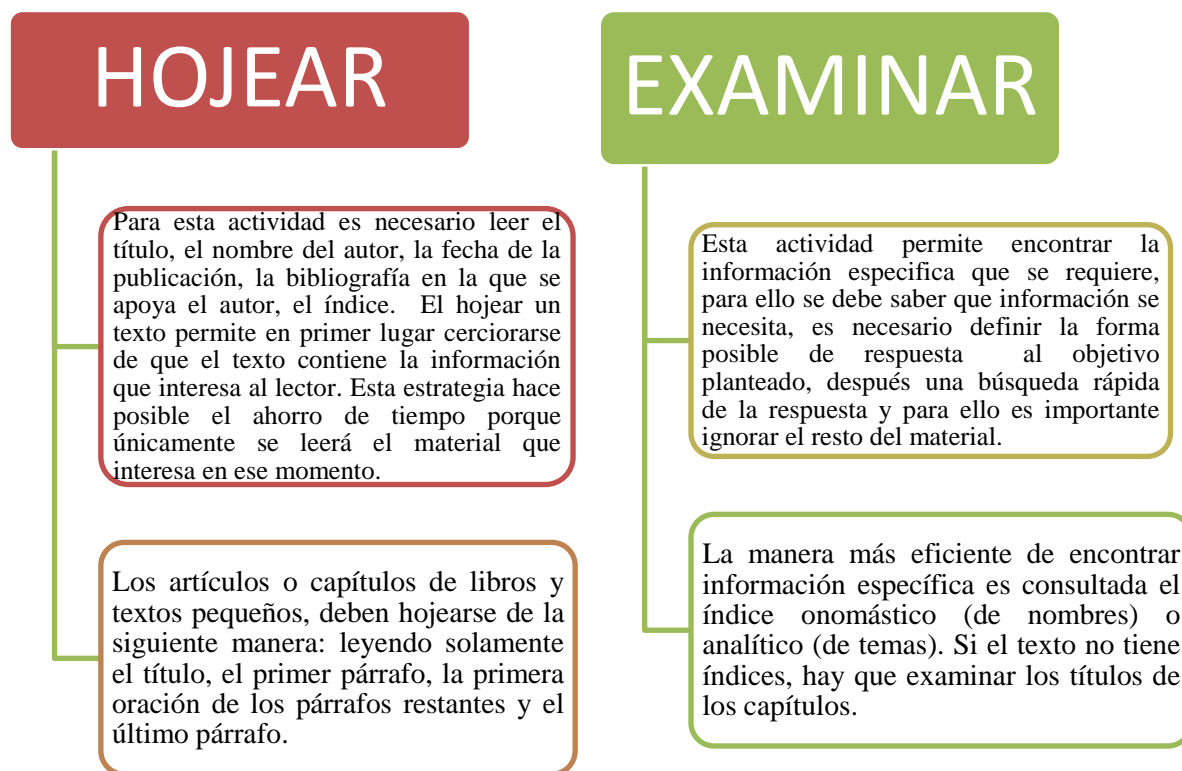 HOJEAR
Para esta actividad es necesario leer el
título, el nombre del autor, la fecha de la
publicación, la bibliografía en la que se
apoya el autor, el índice. El hojear un
texto permite en primer lugar cerciorarse
de que el texto contiene la información
que interesa al lector. Esta estrategia hace
posible el ahorro de tiempo porque
únicamente se leerá el material que
interesa en ese momento.
Los artículos o capítulos de libros y
textos pequeños, deben hojearse de la
siguiente manera: leyendo solamente
el título, el primer párrafo, la primera
oración de los párrafos restantes y el
último párrafo.
EXAMINAR
Esta actividad permite encontrar la
información especifica que se requiere,
para ello se debe saber que información se
necesita, es necesario definir la forma
posible de respuesta al objetivo
planteado, después una búsqueda rápida
de la respuesta y para ello es importante
ignorar el resto del material.
La manera más eficiente de encontrar
información específica es consultada el
índice onomástico (de nombres) o
analítico (de temas). Si el texto no tiene
índices, hay que examinar los títulos de
los capítulos.